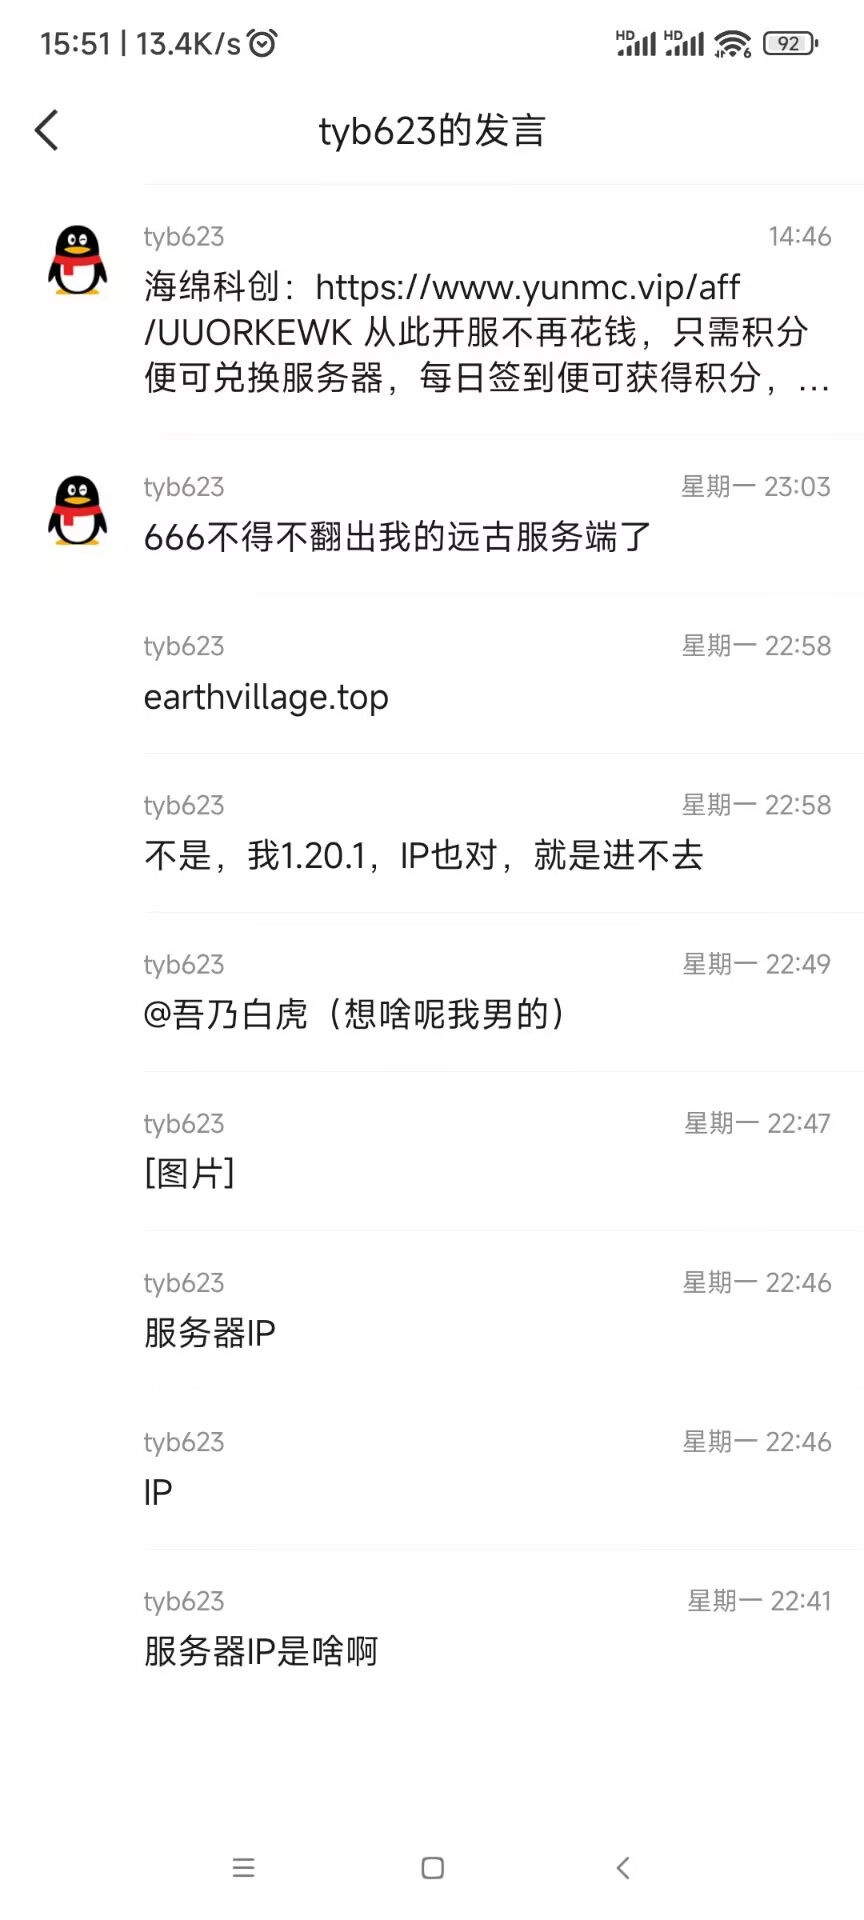 15:51 | 13.4K/s
HD HD 6 92
tyb623的发言
tyb623 14:46
海绵科创：https://www.yunmc.vip/aff
/UUORKEWK 从此开服不再花钱，只需积分
便可兑换服务器，每日签到便可获得积分，...
tyb623 星期一 23:03
666不得不翻出我的远古服务端了
tyb623 星期一 22:58
earthvillage.top
tyb623 星期一 22:58
不是，我1.20.1，IP也对，就是进不去
tyb623 星期一 22:49
@吾乃白虎（想啥呢我男的）
tyb623 星期一 22:47
[图片]
tyb623 星期一 22:46
服务器IP
tyb623 星期一 22:46
IP
tyb623 星期一 22:41
服务器IP是啥啊